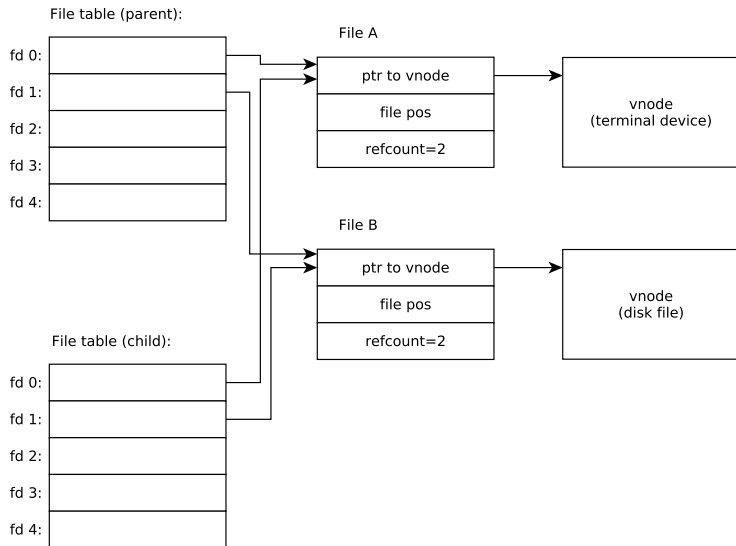 File table (parent):
fd 0:
fd 1:
fd 2:
fd 3:
fd 4:
File A
ptr to vnode
file pos
refcount=2
vnode
(terminal device)
File B
ptr to vnode
file pos
refcount=2
vnode
(disk file)
File table (child):
fd 0:
fd 1:
fd 2:
fd 3:
fd 4: